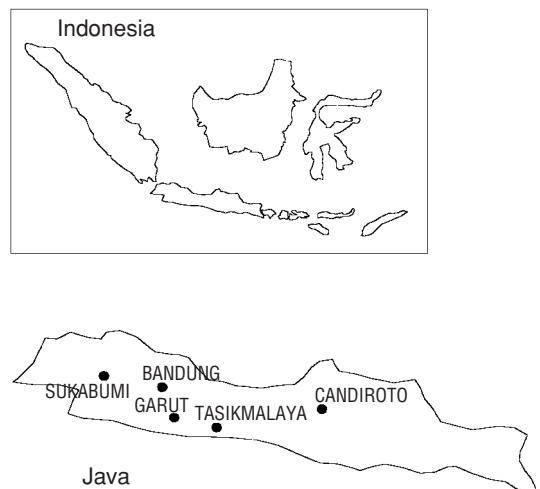 Indonesia
BANDUNG
SUKABUMI
CANDIROTO
GARUT
TASIKMALAYA
Java